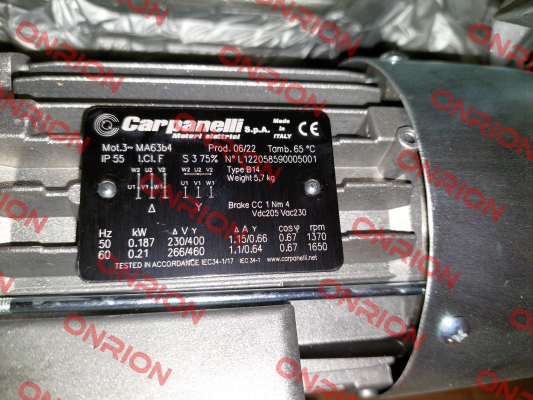 Carpanelli S.p.A.
Motori elettrici
Made in ITALY
CE
Mot.3~ MA63b4 Prod. 06/22 Tamb. 65 °C
IP 55 I.Cl. F S 3 75% N° L122058590005001
W2 U2 V2 W2 U2 V2 Type B14
Weight 5,7 kg
U1 V1 W1 U1 V1 W1
Δ Y
Brake CC 1 Nm 4
Vdc205 Vac230
Hz kW Δ V Y Δ A Y cosφ rpm
50 0.187 230/400 1.15/0.66 0.67 1370
60 0.21 266/460 1.1/0.64 0.67 1650
TESTED IN ACCORDANCE IEC34-1/17 IEC 34-1 www.carpanelli.net
ONRION
ONRION
ONRION
ONRION
ONRION
ONRION
ONRION
ONRION
ONRION
ONRION
ONRION